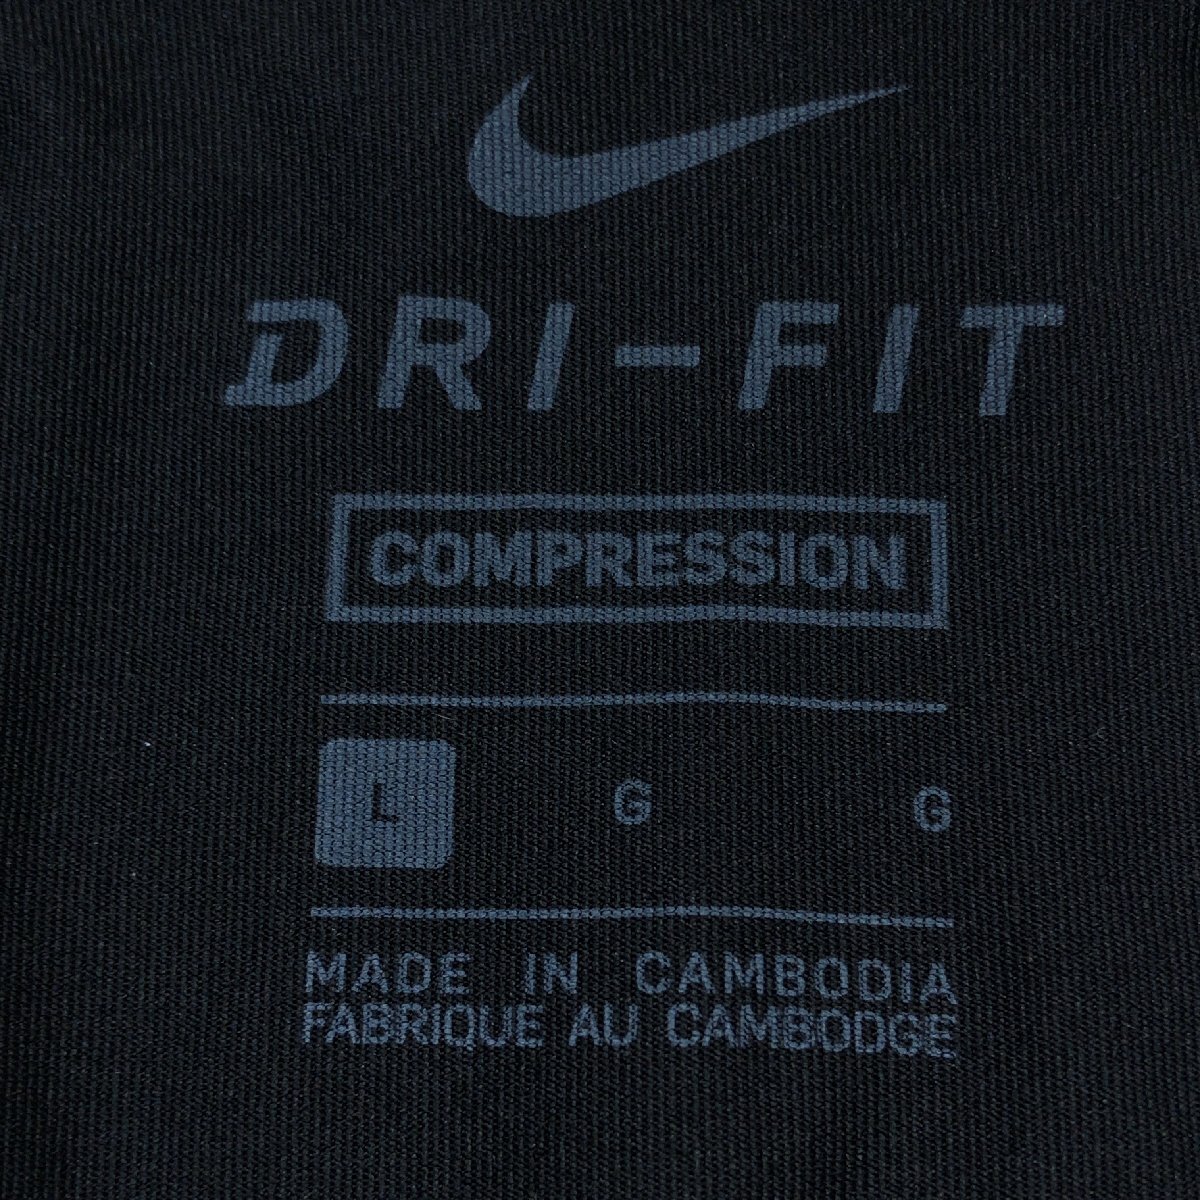 DRI-FIT
COMPRESSION
L G G
MADE IN CAMBODIA
FABRIQUE AU CAMBODGE